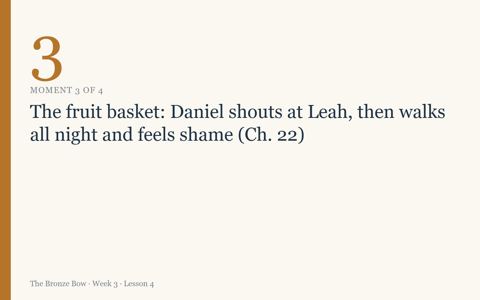 3
MOMENT 3 OF 4
The fruit basket: Daniel shouts at Leah, then walks
all night and feels shame (Ch. 22)
The Bronze Bow · Week 3 · Lesson 4